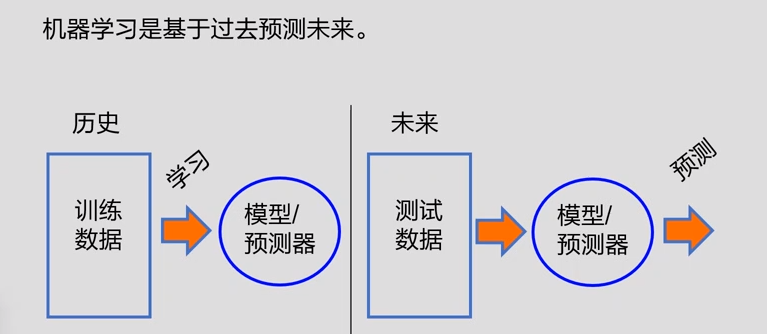 机器学习是基于过去预测未来。
历史
学习
训练
数据
模型/
预测器
未来
测试
数据
模型/
预测器
预测